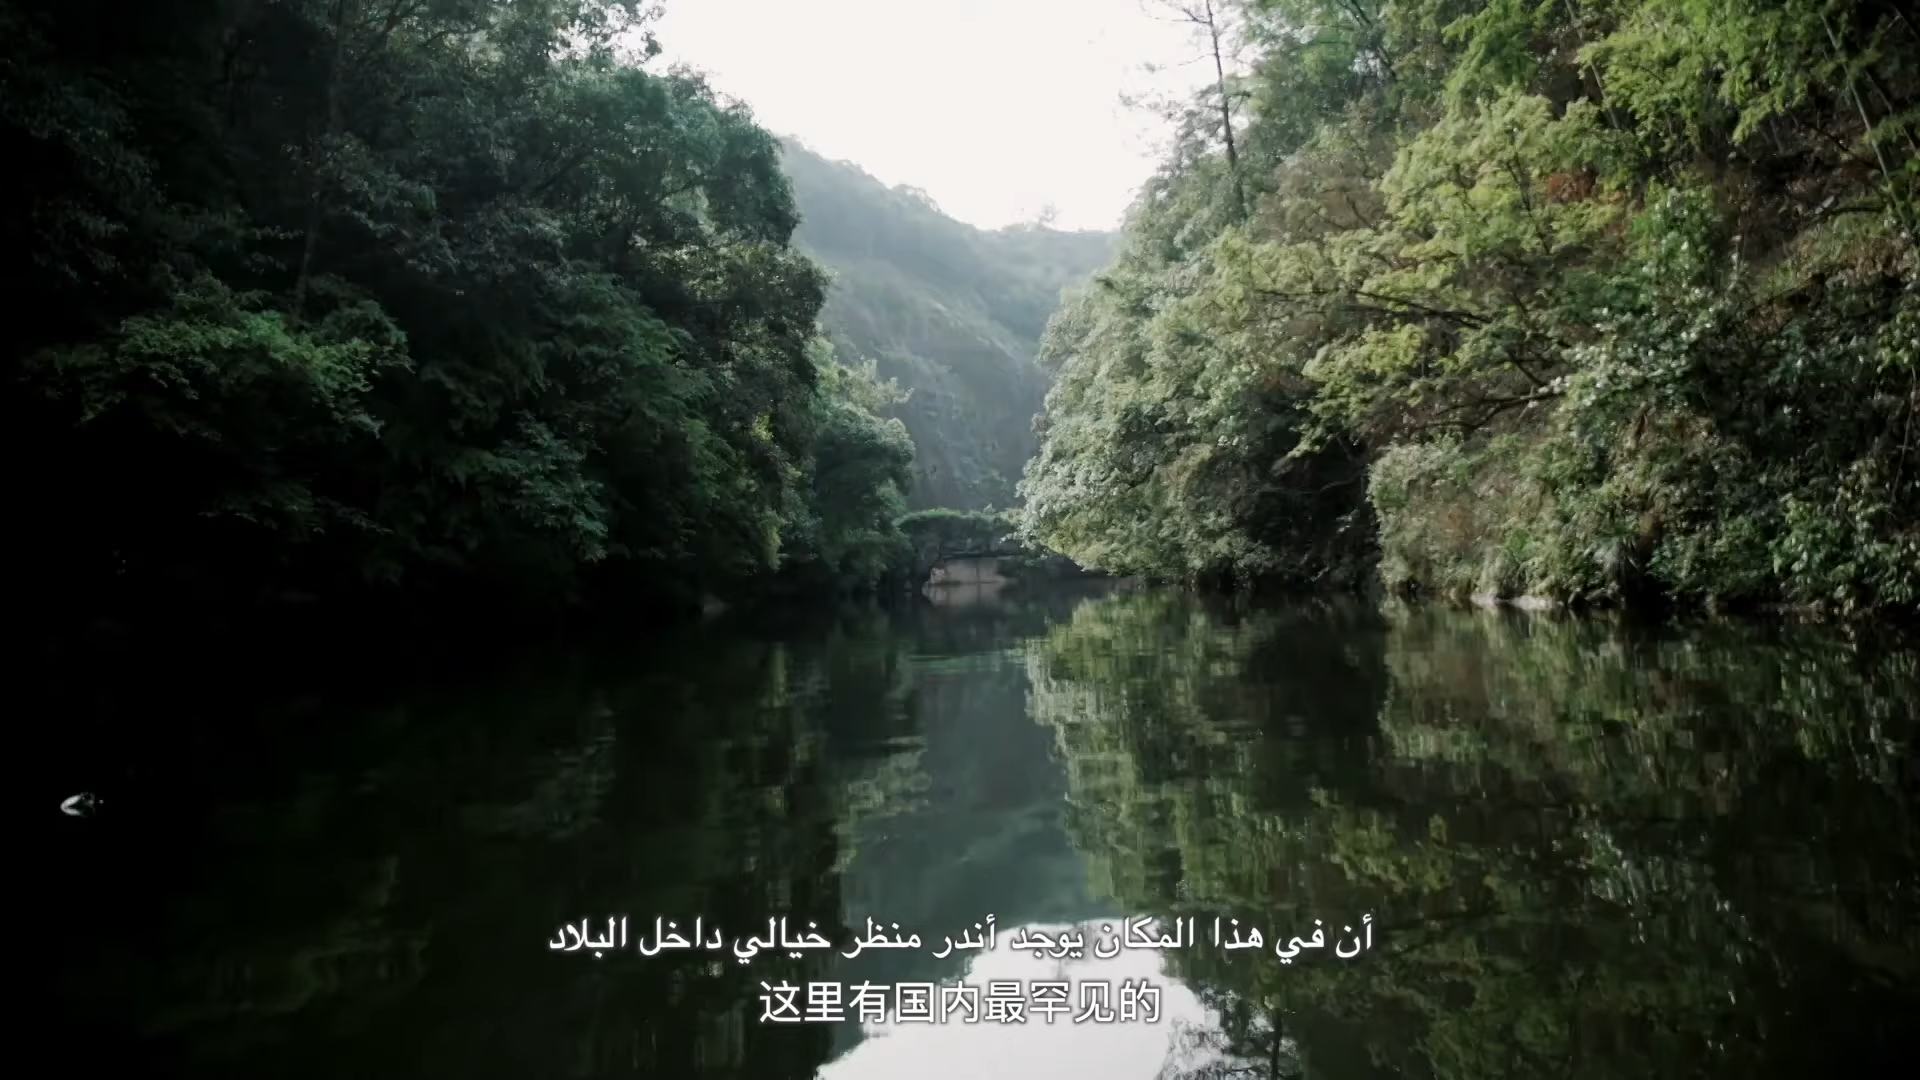 أن في هذا المكان يوجد أندر منظر خيالي داخل البلاد
这里有国内最罕见的